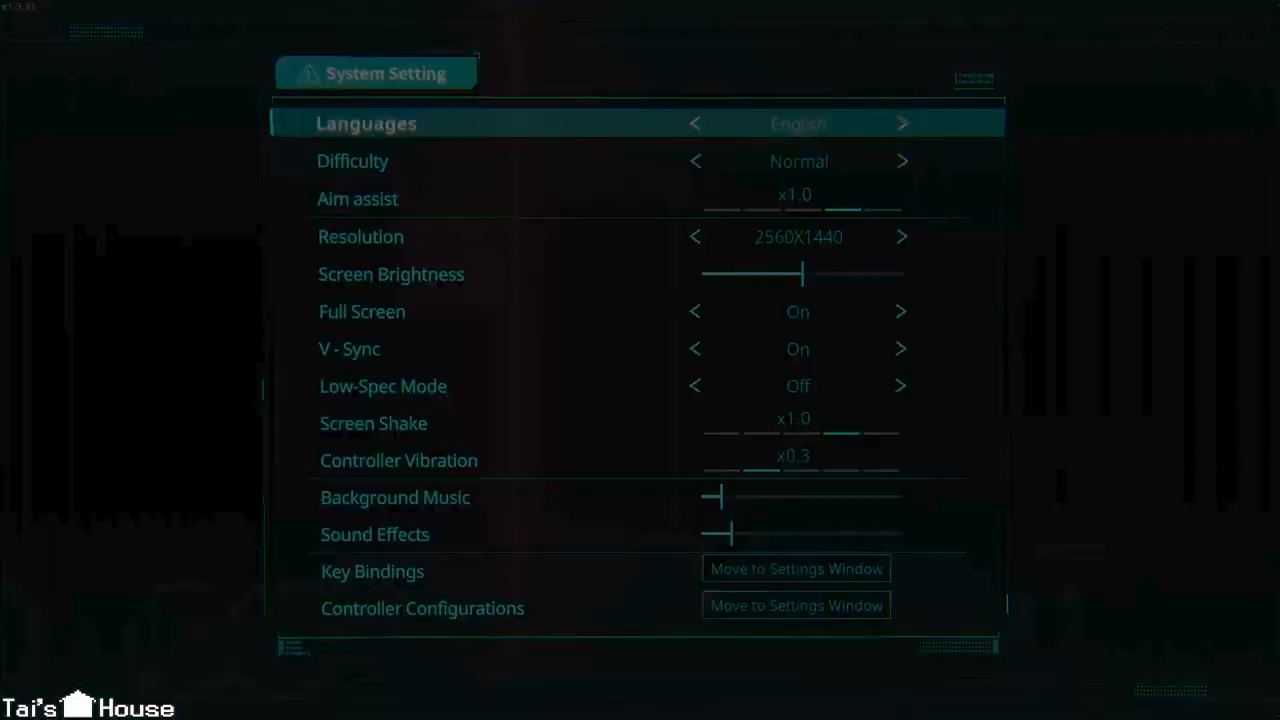 System Setting
Languages < English >
Difficulty < Normal >
Aim assist x1.0
Resolution < 2560X1440 >
Screen Brightness
Full Screen < On >
V - Sync < On >
Low-Spec Mode < Off >
Screen Shake x1.0
Controller Vibration x0.3
Background Music
Sound Effects
Key Bindings Move to Settings Window
Controller Configurations Move to Settings Window
Tai's House